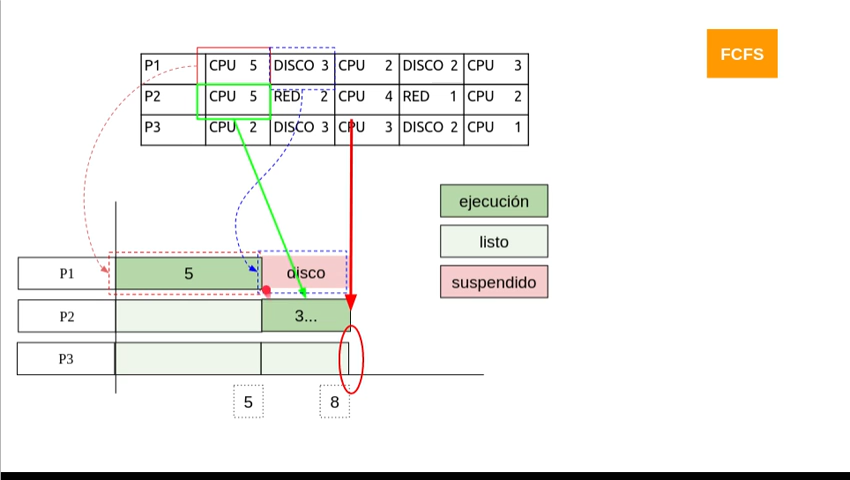 FCFS
P1 CPU 5 DISCO 3 CPU 2 DISCO 2 CPU 3
P2 CPU 5 RED 2 CPU 4 RED 1 CPU 2
P3 CPU 2 DISCO 3 CPU 3 DISCO 2 CPU 1
ejecución
listo
suspendido
P1 5 disco
P2 3...
P3
5 8